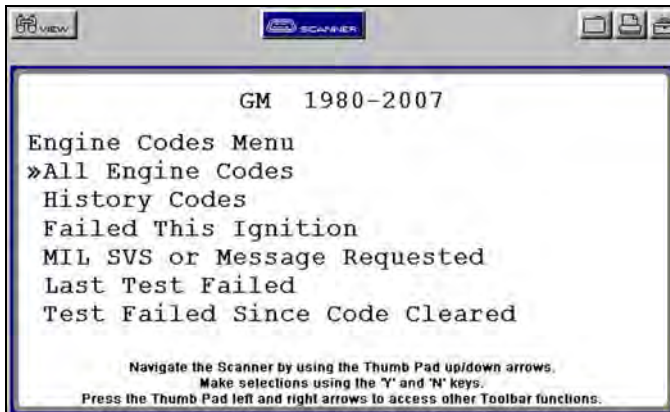 VIEW SCANNER
GM 1980-2007
Engine Codes Menu
»All Engine Codes
History Codes
Failed This Ignition
MIL SVS or Message Requested
Last Test Failed
Test Failed Since Code Cleared
Navigate the Scanner by using the Thumb Pad up/down arrows.
Make selections using the 'Y' and 'N' keys.
Press the Thumb Pad left and right arrows to access other Toolbar functions.